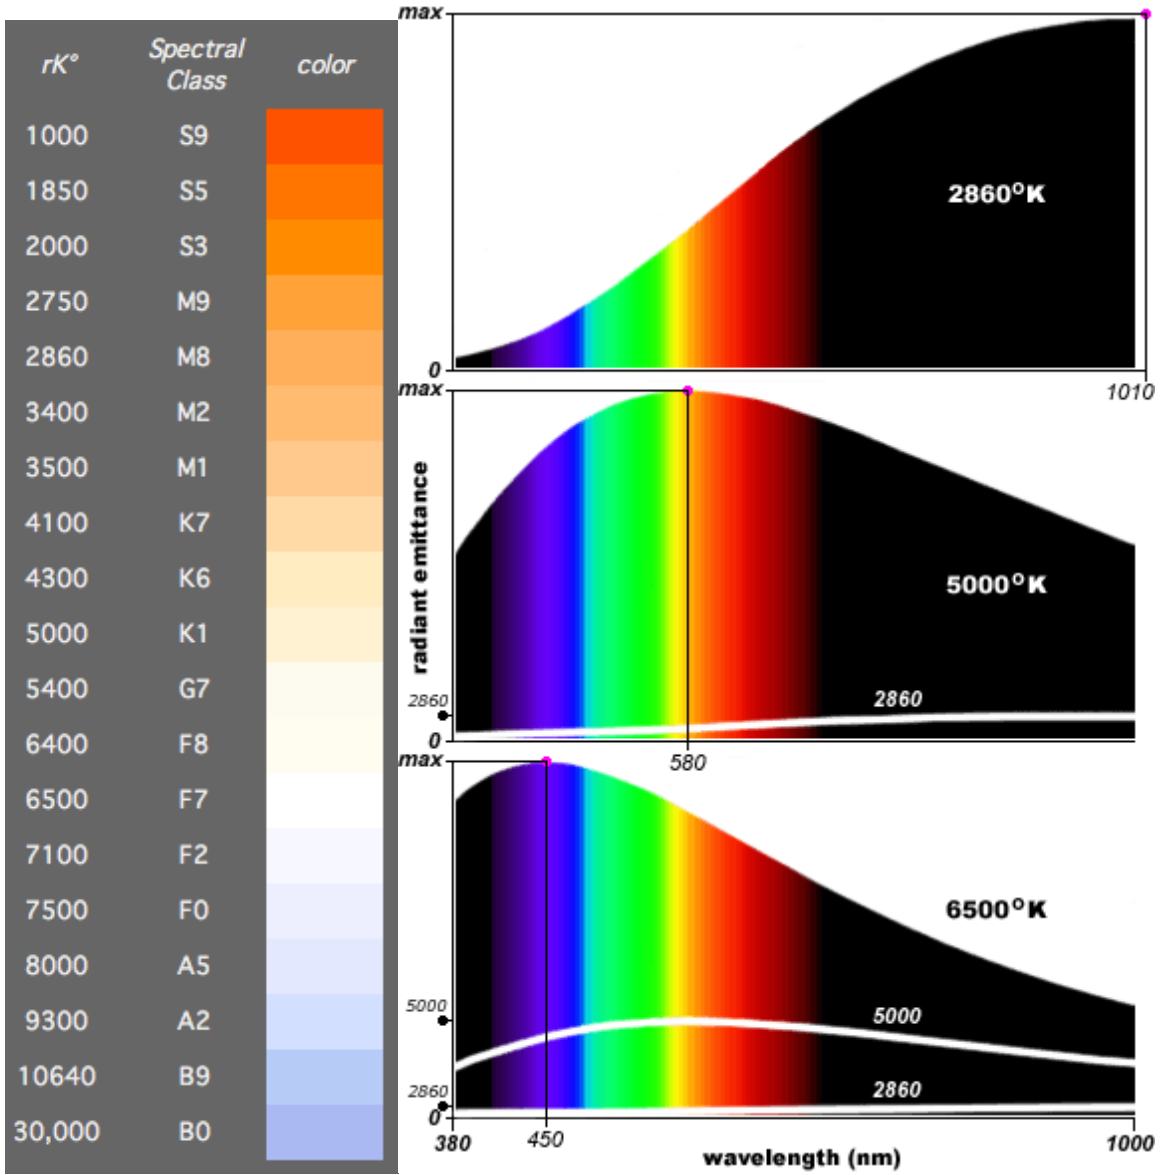 rK° Spectral Class color
1000 S9
1850 S5
2000 S3
2750 M9
2860 M8
3400 M2
3500 M1
4100 K7
4300 K6
5000 K1
5400 G7
6400 F8
6500 F7
7100 F2
7500 F0
8000 A5
9300 A2
10640 B9
30,000 B0
max
2860°K
0
1010
max
radiant emittance
5000°K
2860
2860
0
580
max
6500°K
5000
5000
2860
2860
0
380 450 1000
wavelength (nm)